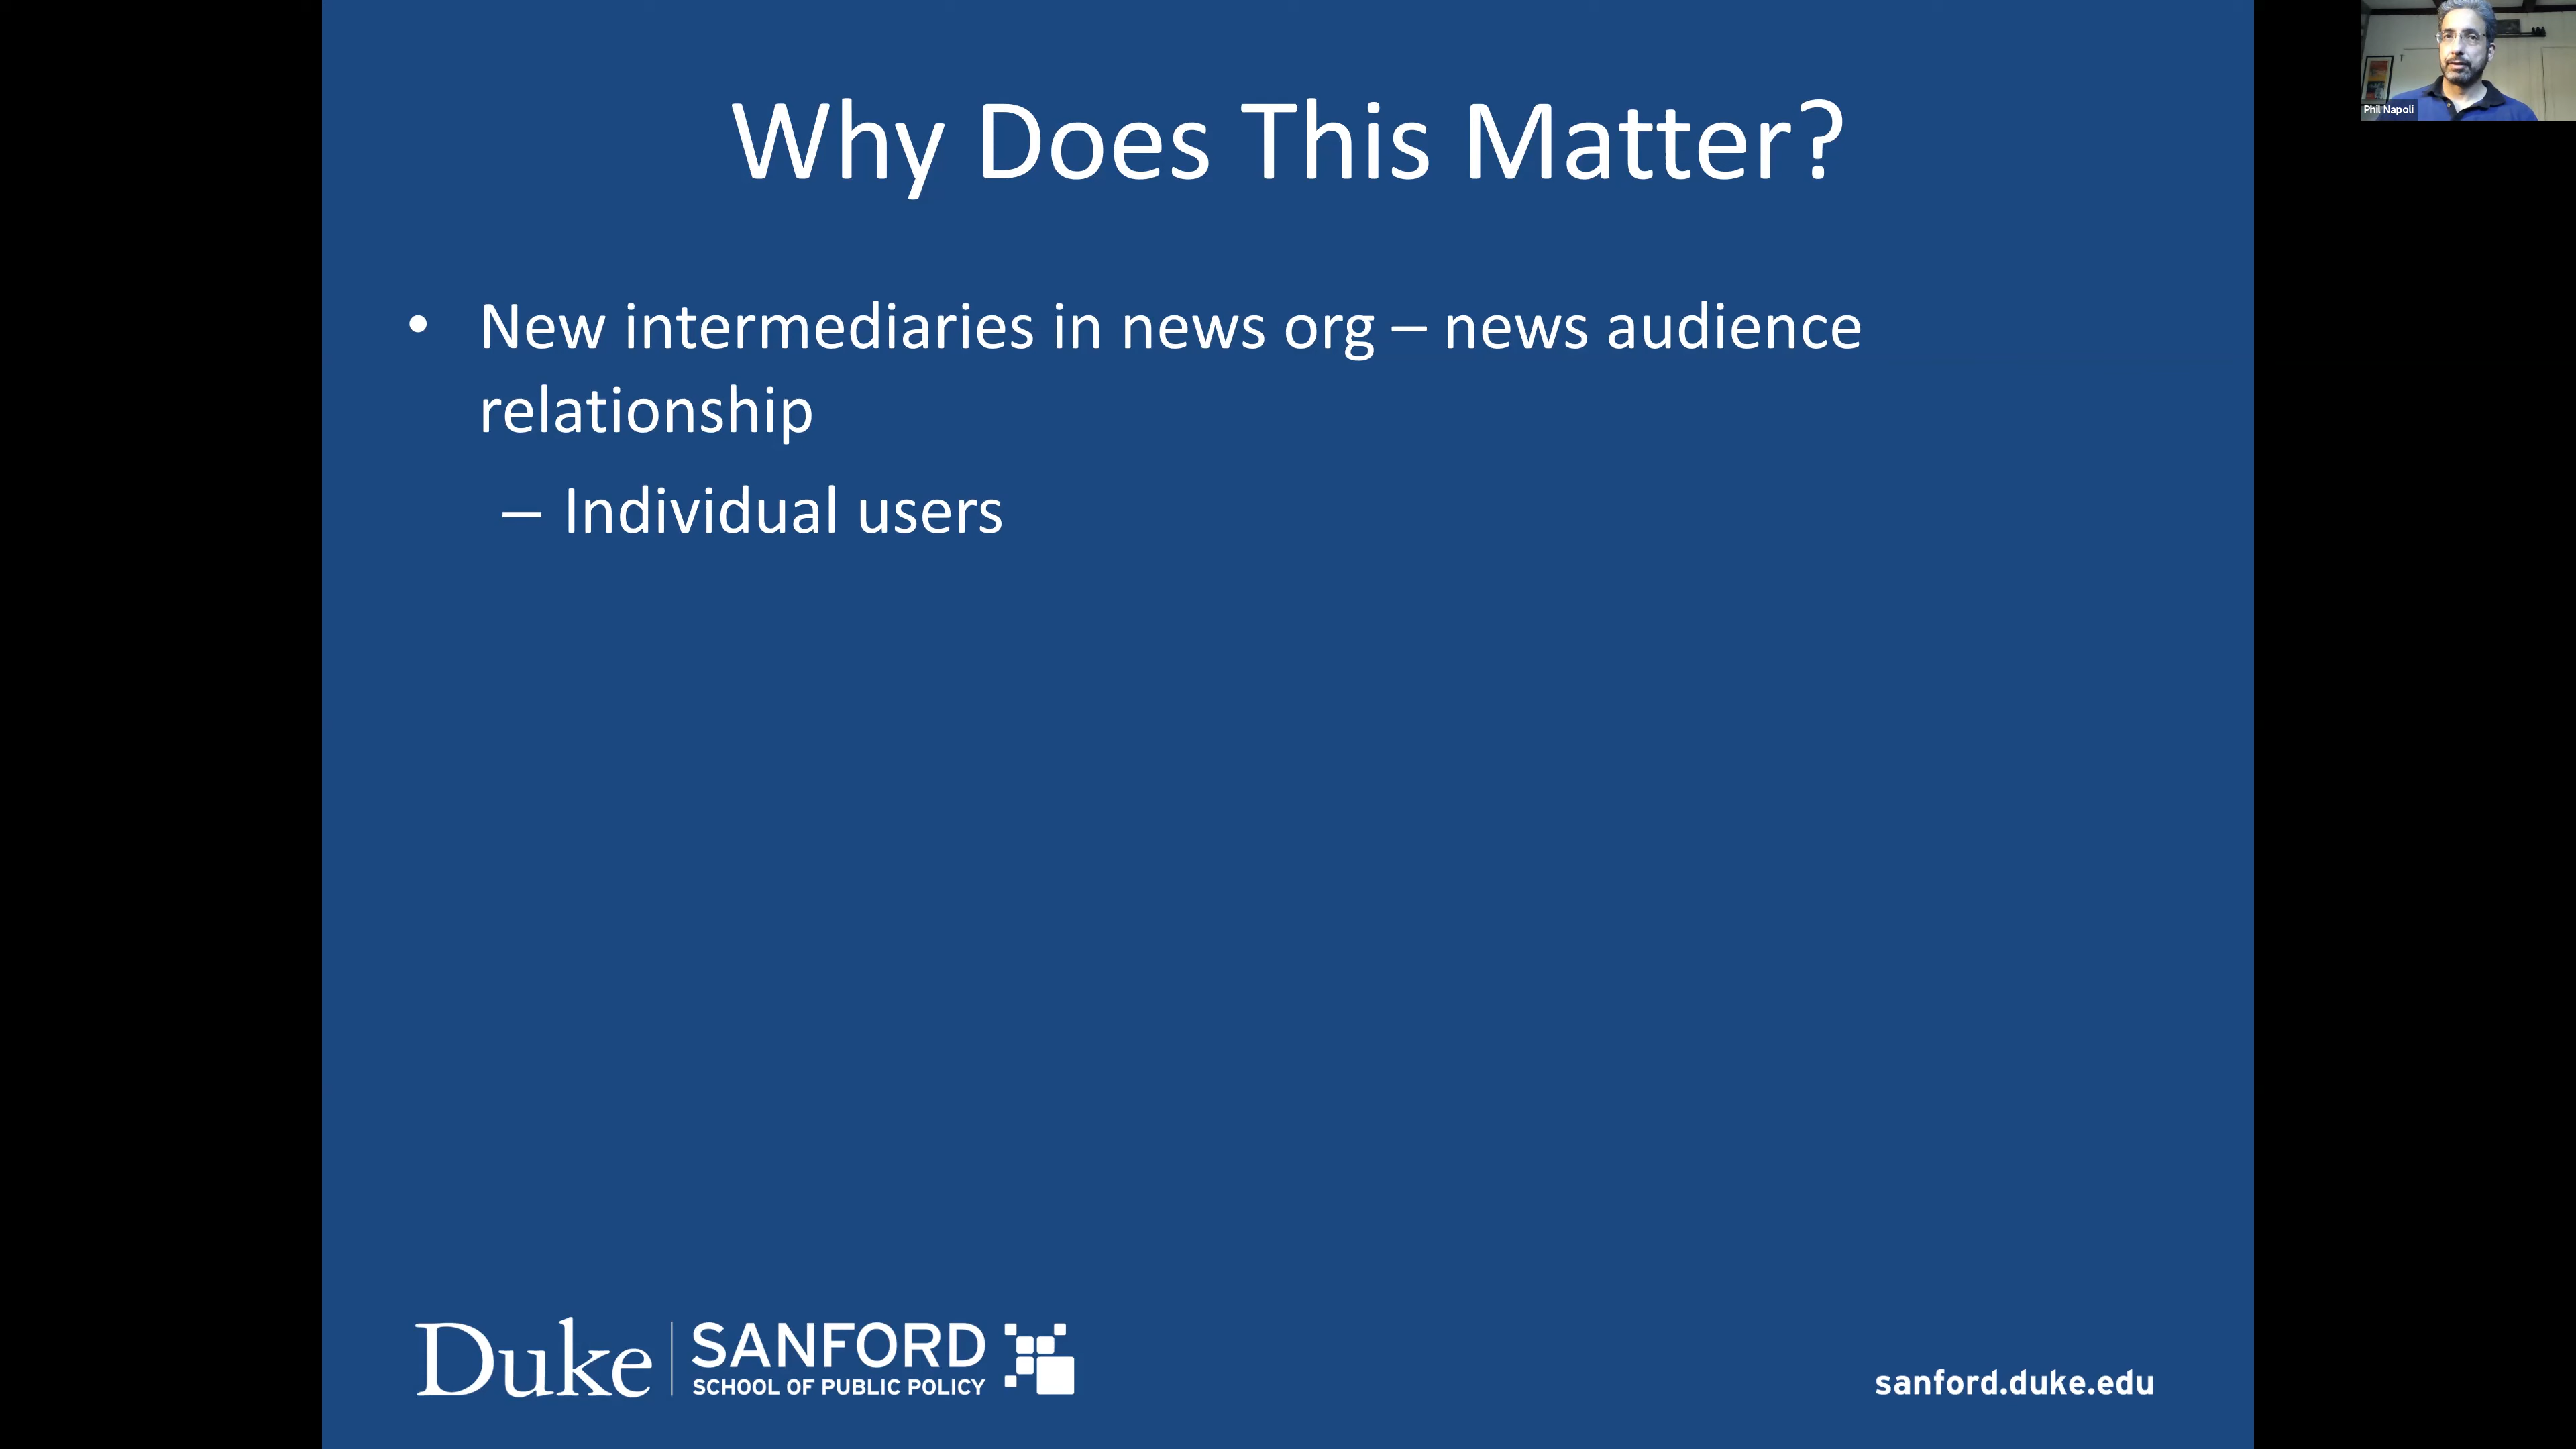 Why Does This Matter?
• New intermediaries in news org – news audience
relationship
– Individual users
Duke SANFORD
SCHOOL OF PUBLIC POLICY
sanford.duke.edu
Phil Napoli